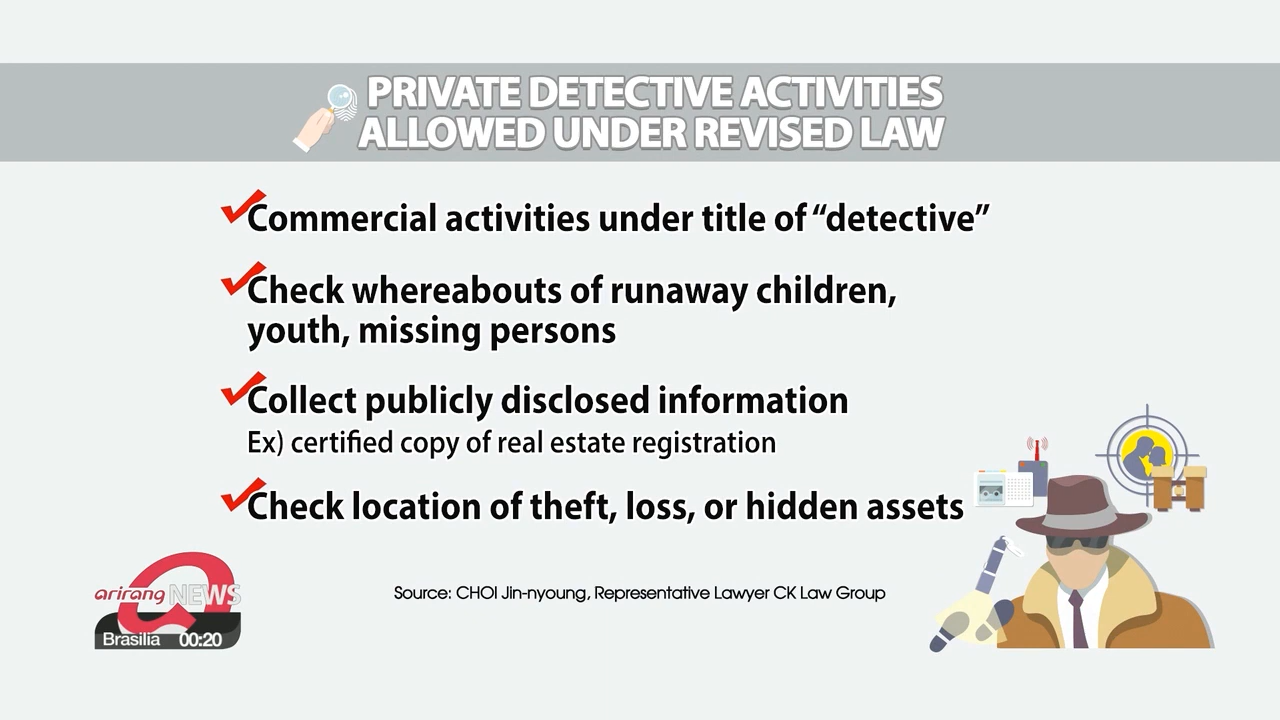 PRIVATE DETECTIVE ACTIVITIES
ALLOWED UNDER REVISED LAW
Commercial activities under title of “detective”
Check whereabouts of runaway children,
youth, missing persons
Collect publicly disclosed information
Ex) certified copy of real estate registration
Check location of theft, loss, or hidden assets
Source: CHOI Jin-nyoung, Representative Lawyer CK Law Group
arirang NEWS
Brasilia 00:20